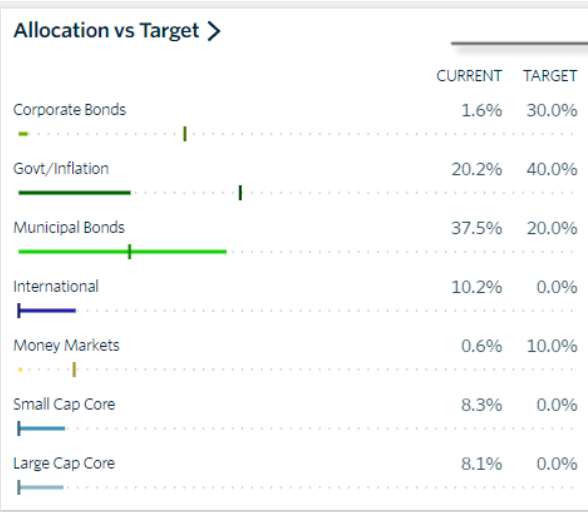 Allocation vs Target >
CURRENT TARGET
Corporate Bonds 1.6% 30.0%
Govt/Inflation 20.2% 40.0%
Municipal Bonds 37.5% 20.0%
International 10.2% 0.0%
Money Markets 0.6% 10.0%
Small Cap Core 8.3% 0.0%
Large Cap Core 8.1% 0.0%